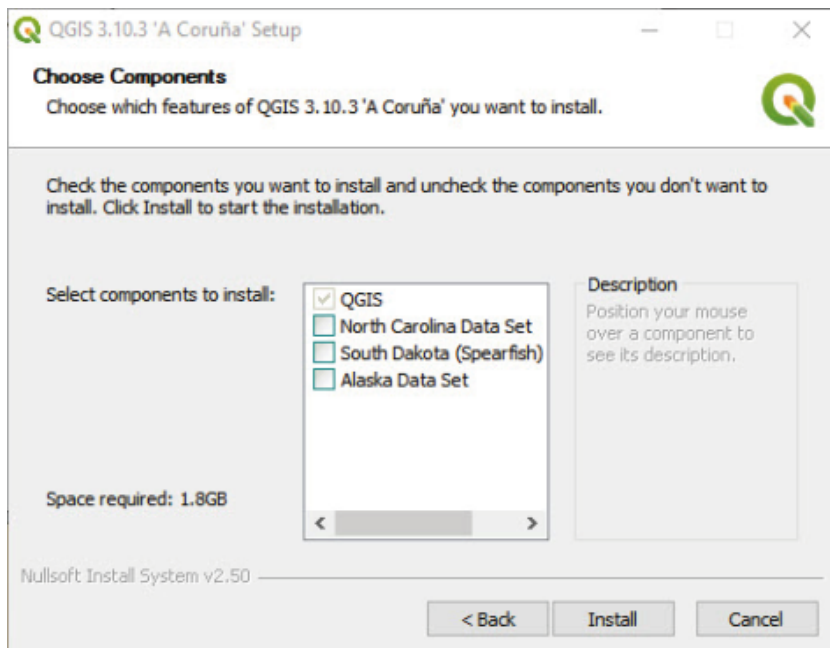 QGIS 3.10.3 'A Coruña' Setup
Choose Components
Choose which features of QGIS 3.10.3 'A Coruña' you want to install.
Check the components you want to install and uncheck the components you don't want to
install. Click Install to start the installation.
Select components to install:
QGIS
North Carolina Data Set
South Dakota (Spearfish)
Alaska Data Set
Description
Position your mouse
over a component to
see its description.
Space required: 1.8GB
Nullsoft Install System v2.50
< Back
Install
Cancel